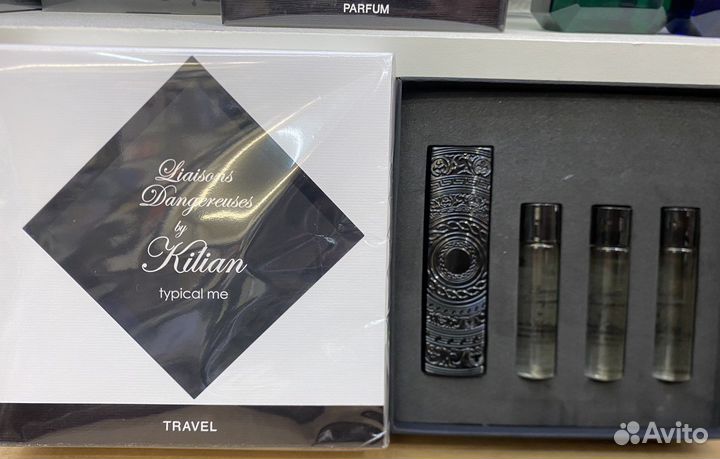 PARFUM
Liaisons
Dangereuses
by
Kilian
typical me
TRAVEL
Avito